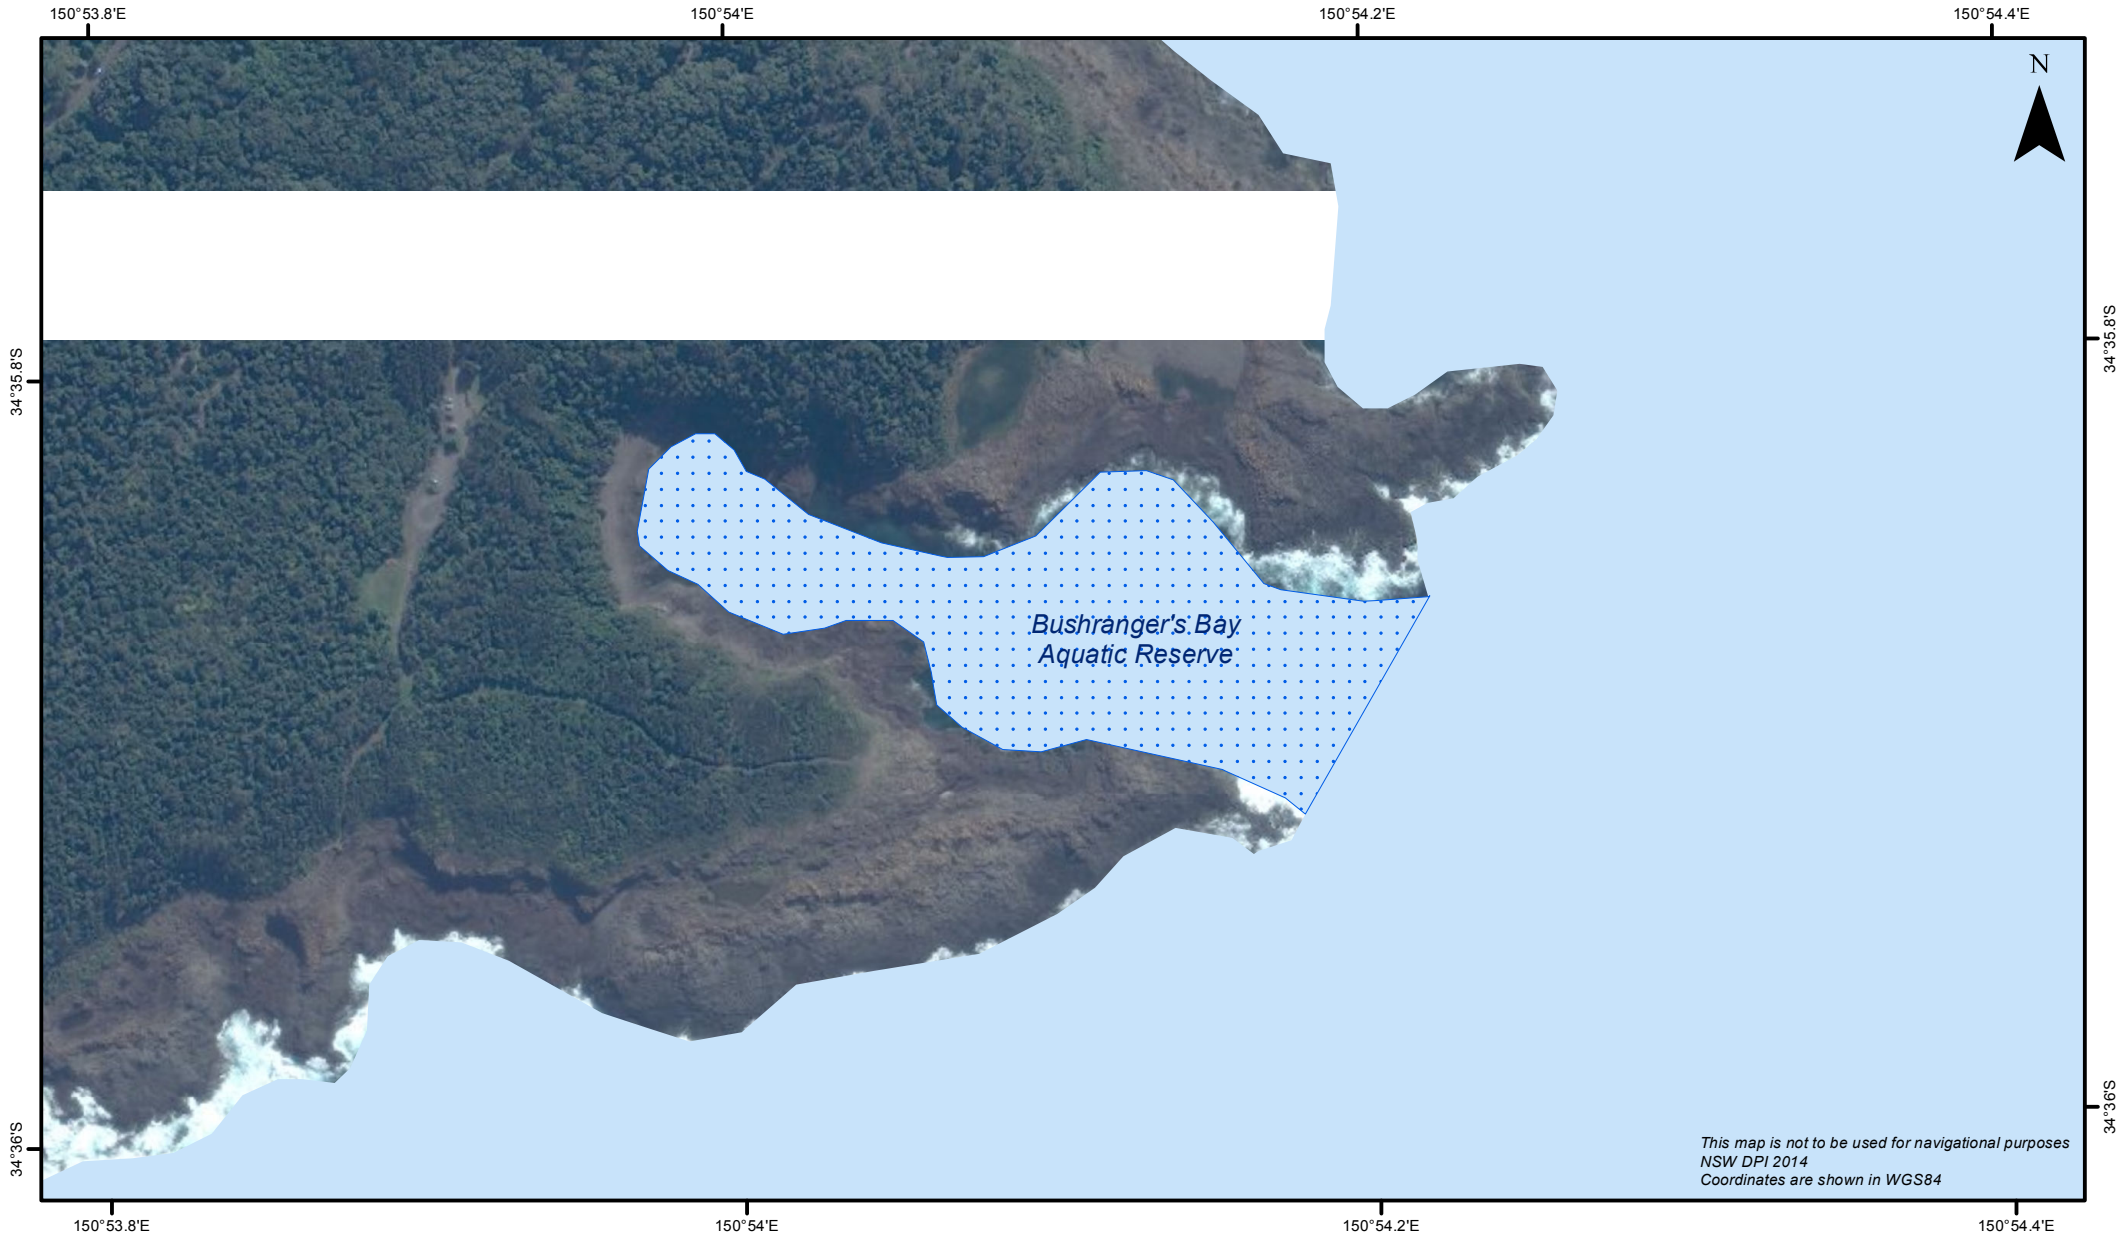 150°53.8'E
150°54'E
150°54.2'E
150°54.4'E
N
34°35.8'S
34°35.8'S
Bushranger's Bay
Aquatic Reserve
34°36'S
34°36'S
This map is not to be used for navigational purposes
NSW DPI 2014
Coordinates are shown in WGS84
150°53.8'E
150°54'E
150°54.2'E
150°54.4'E